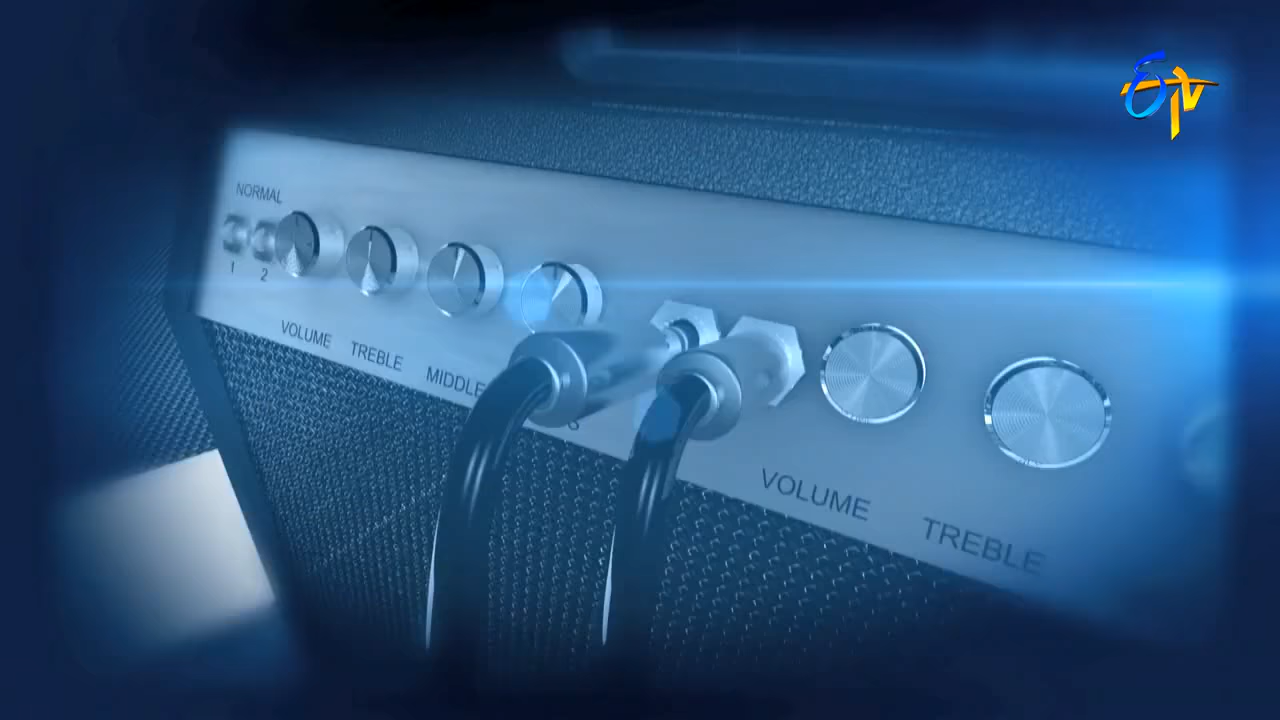 ETV
NORMAL
1 2
VOLUME
TREBLE
MIDDLE
VOLUME
TREBLE